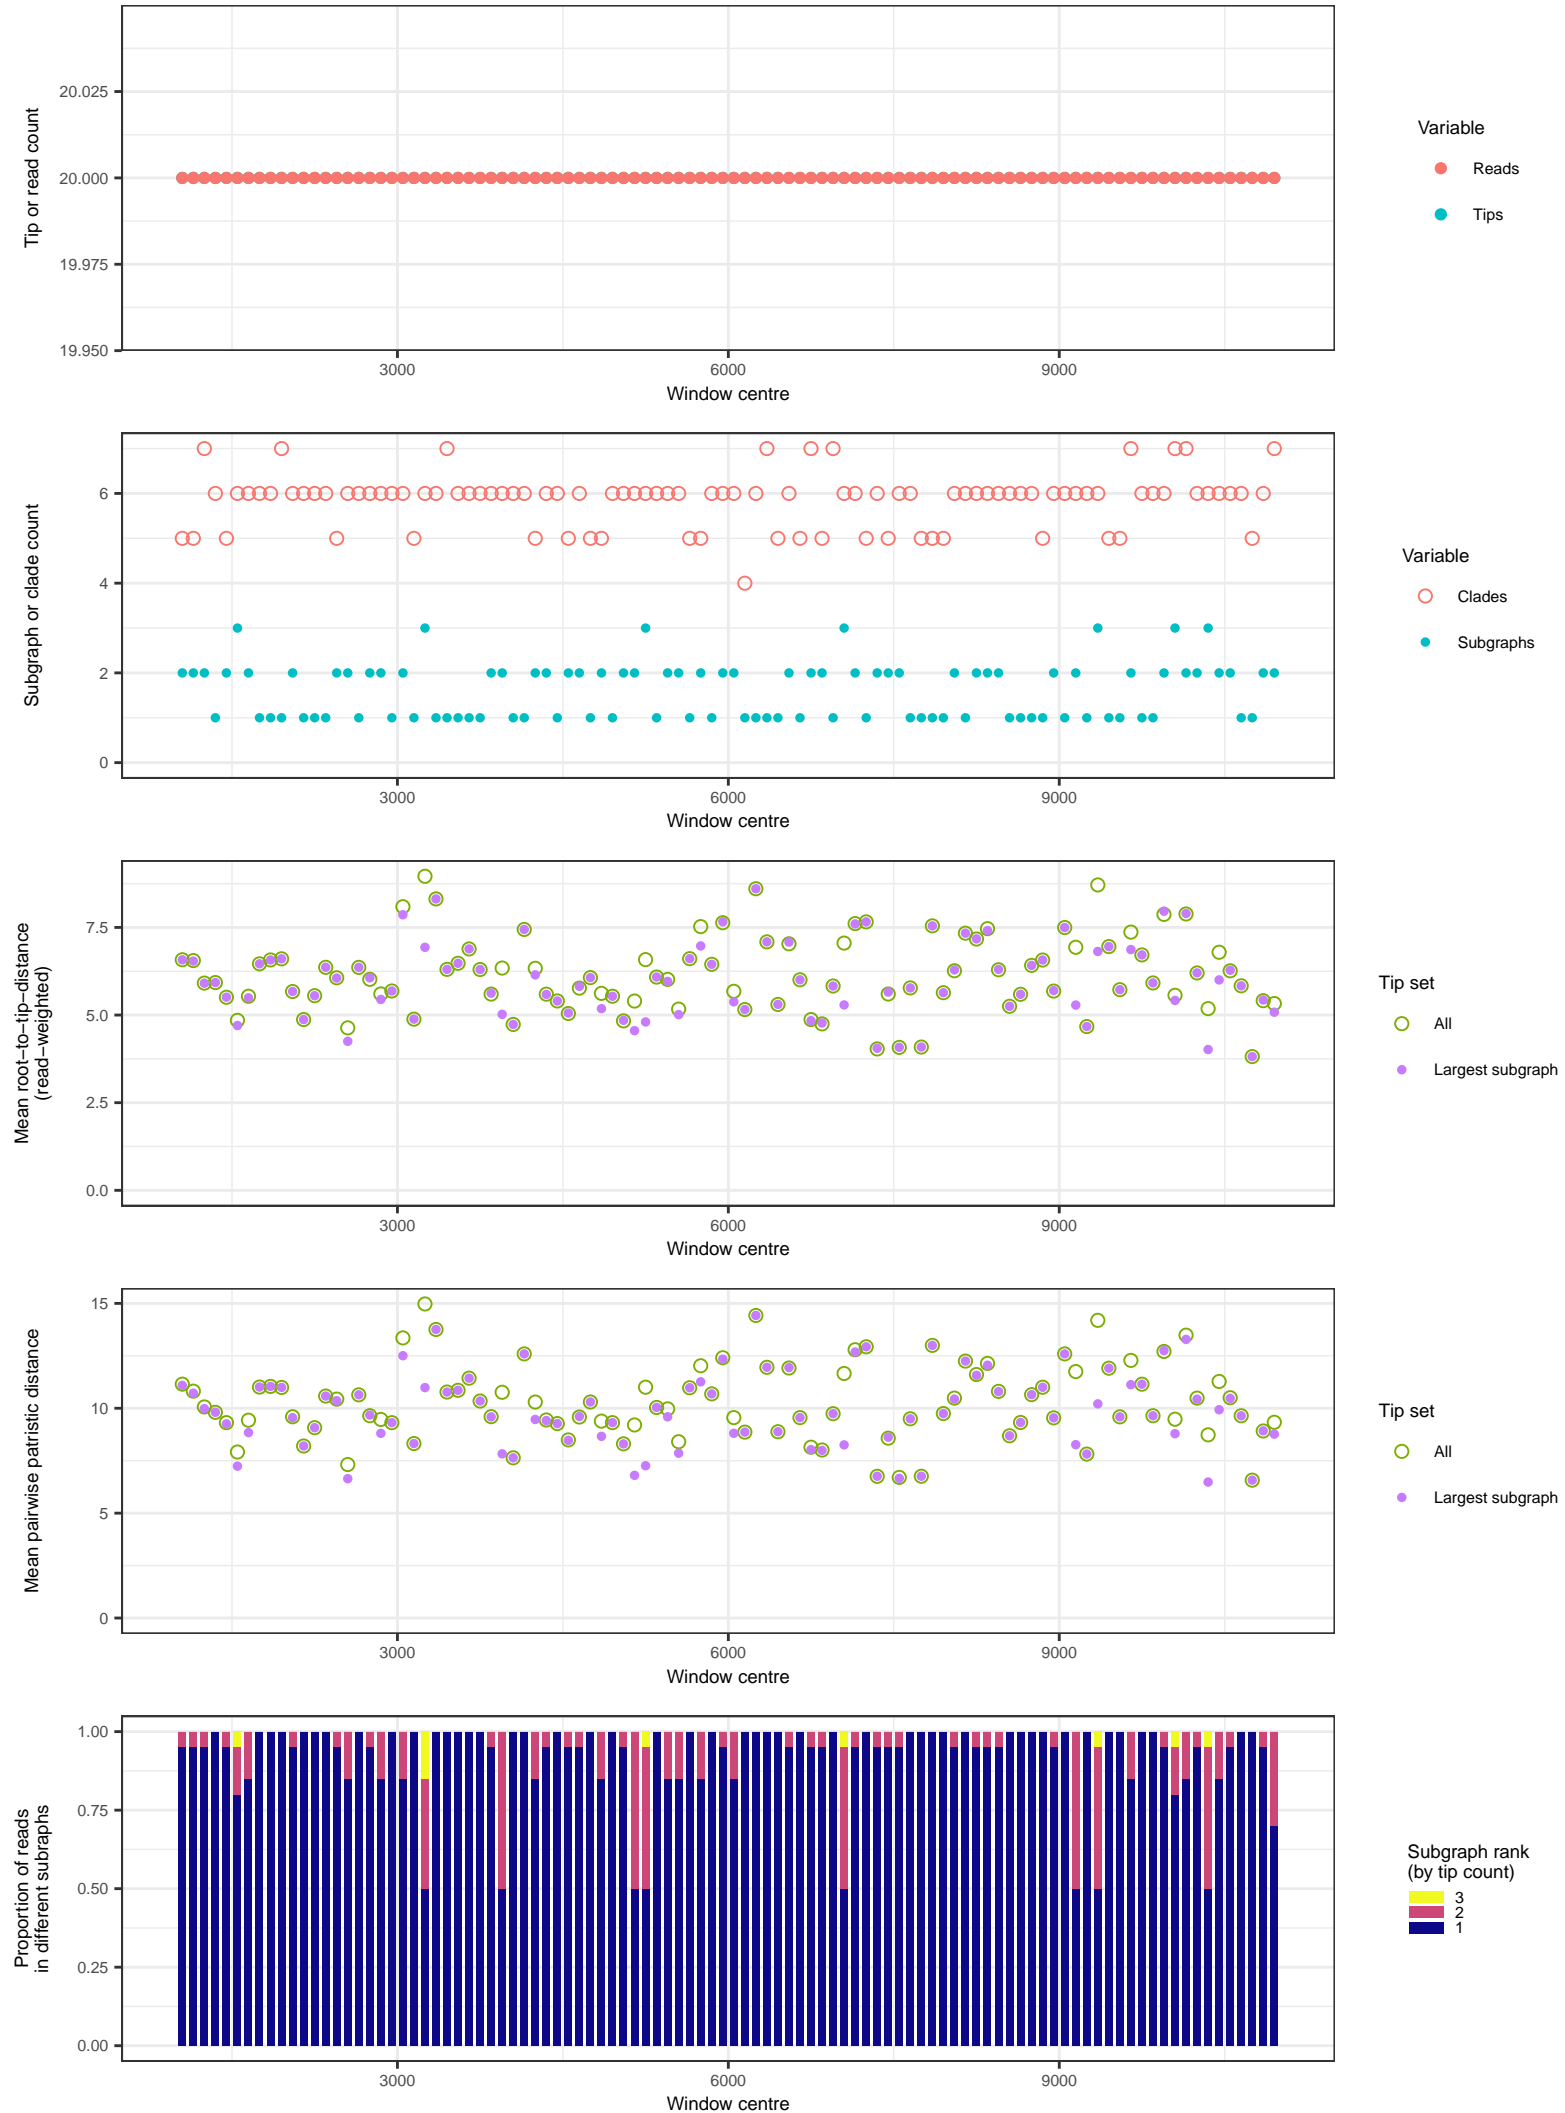 Tip or read count
20.025
20.000
19.975
19.950
3000
6000
9000
Window centre
Variable
Reads
Tips
Subgraph or clade count
6
4
2
0
3000
6000
9000
Window centre
Variable
Clades
Subgraphs
Mean root−to−tip−distance
(read−weighted)
7.5
5.0
2.5
0.0
3000
6000
9000
Window centre
Tip set
All
Largest subgraph
Mean pairwise patristic distance
15
10
5
0
3000
6000
9000
Window centre
Tip set
All
Largest subgraph
Proportion of reads
in different subraphs
1.00
0.75
0.50
0.25
0.00
3000
6000
9000
Window centre
Subgraph rank
(by tip count)
3
2
1